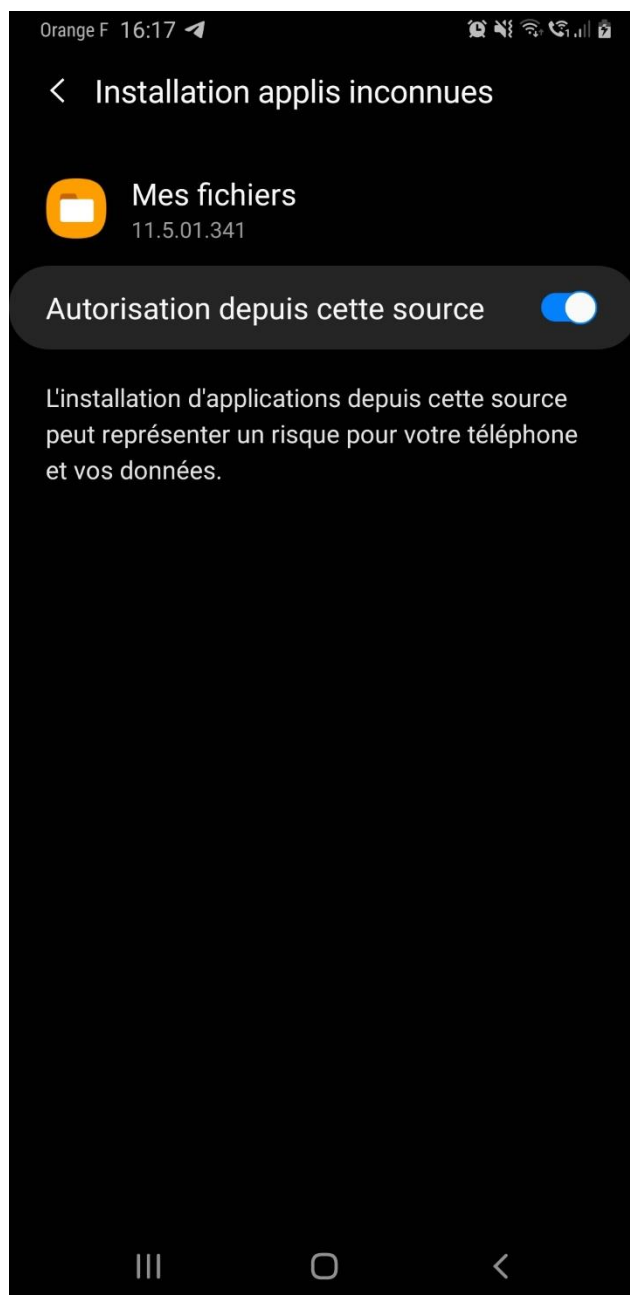 Orange F 16:17
Installation applis inconnues
Mes fichiers
11.5.01.341
Autorisation depuis cette source
L'installation d'applications depuis cette source
peut représenter un risque pour votre téléphone
et vos données.